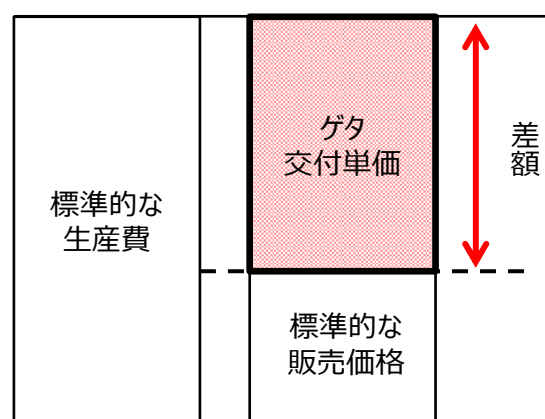 標準的な
生産費
ゲタ
交付単価
標準的な
販売価格
差額